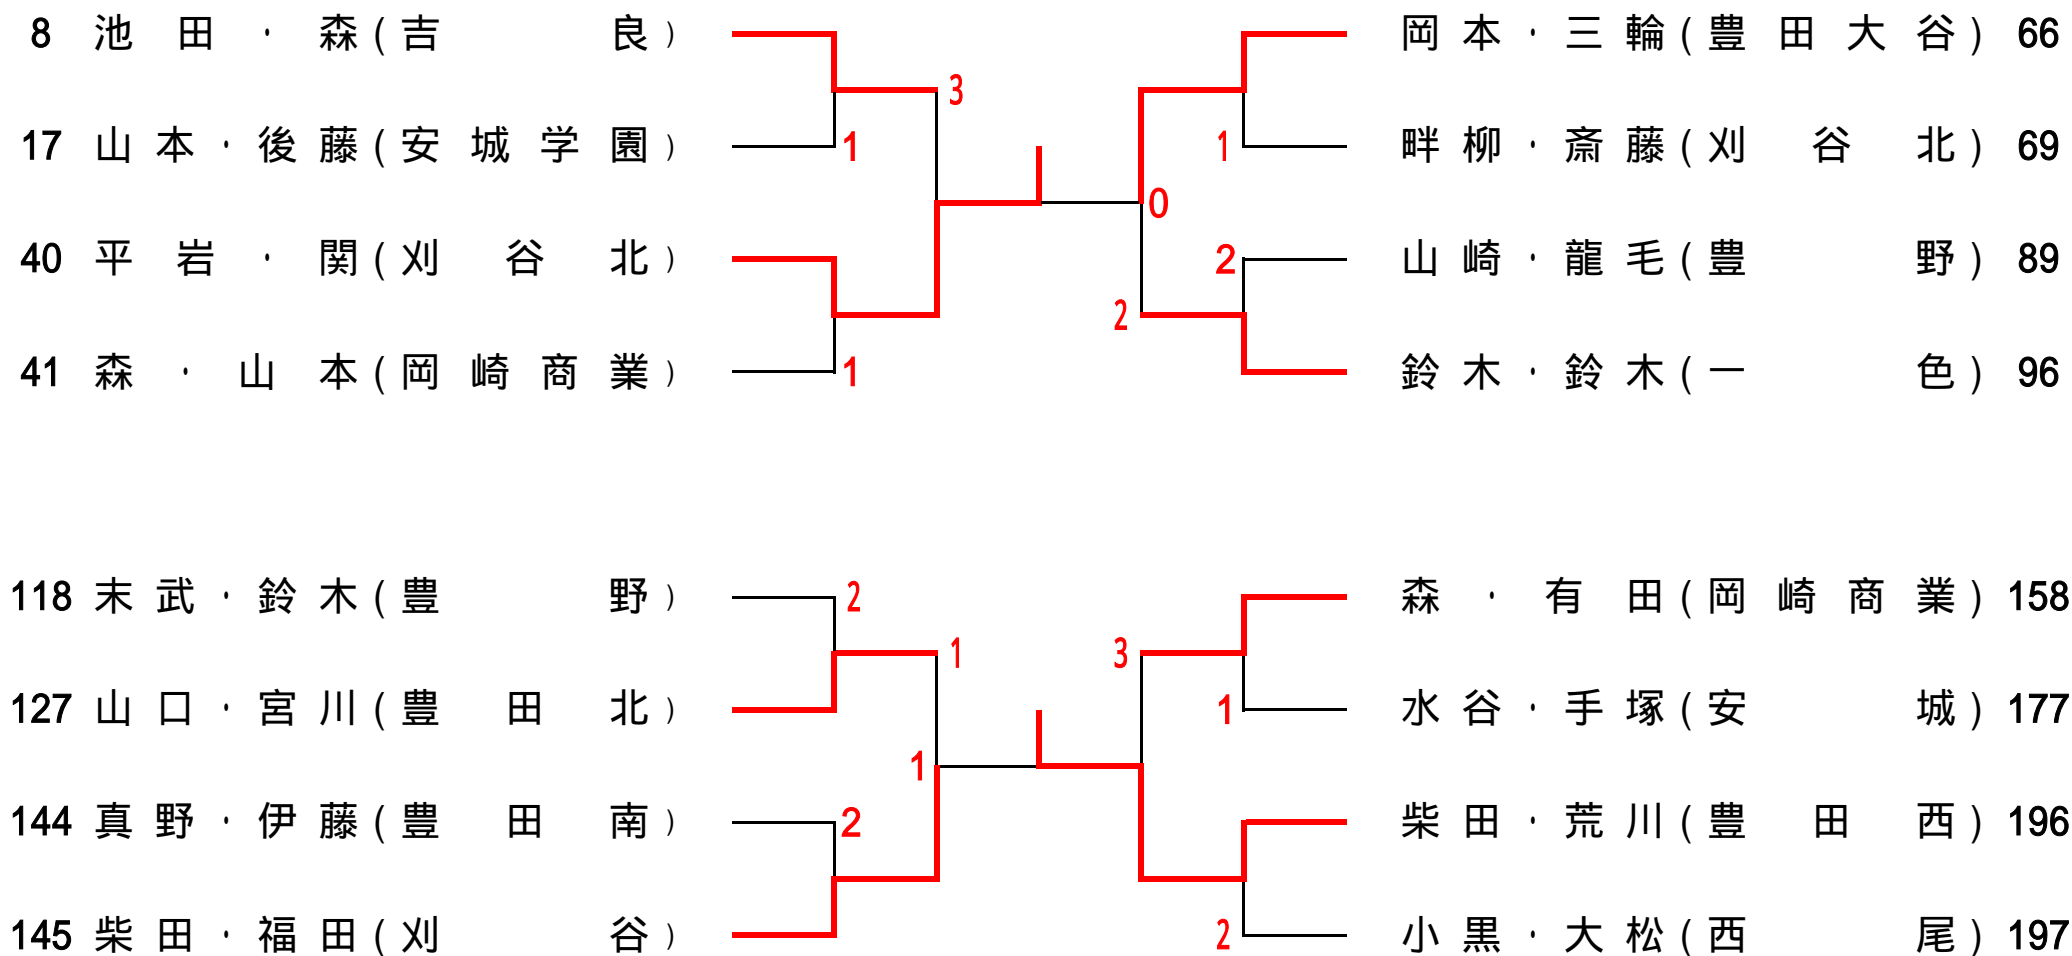 8 池田・森(吉良) 岡本・三輪(豊田大谷) 66
3
17 山本・後藤(安城学園) 1 1 畔柳・斎藤(刈谷北) 69
0
40 平岩・関(刈谷北) 2 山崎・龍毛(豊野) 89
2
41 森・山本(岡崎商業) 1 鈴木・鈴木(一色) 96
118 末武・鈴木(豊野) 2 森・有田(岡崎商業) 158
1 3
127 山口・宮川(豊田北) 1 水谷・手塚(安城) 177
1
144 真野・伊藤(豊田南) 2 柴田・荒川(豊田西) 196
145 柴田・福田(刈谷) 2 小黒・大松(西尾) 197